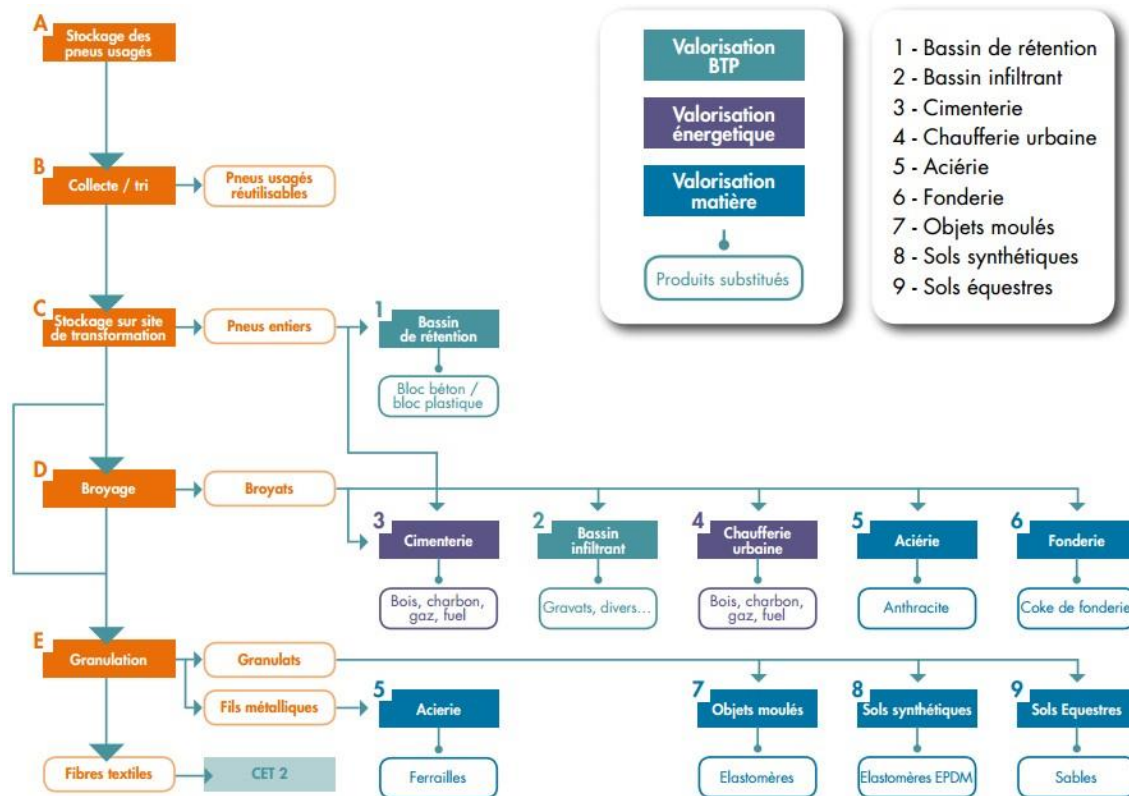 A
Stockage des
pneus usagés
B
Collecte / tri
Pneus usagés
réutilisables
C
Stockage sur site
de transformation
Pneus entiers
1
Bassin
de rétention
Bloc béton /
bloc plastique
D
Broyage
Broyats
3
Cimenterie
Bois, charbon,
gaz, fuel
2
Bassin
infiltrant
Gravats, divers...
4
Chaufferie
urbaine
Bois, charbon,
gaz, fuel
5
Aciérie
Anthracite
6
Fonderie
Coke de fonderie
E
Granulation
Granulats
Fils métalliques
5
Acierie
Ferrailles
7
Objets moulés
Elastomères
8
Sols synthétiques
Elastomères EPDM
9
Sols Equestres
Sables
Fibres textiles
CET 2
Valorisation
BTP
Valorisation
énergetique
Valorisation
matière
Produits substitués
1 - Bassin de rétention
2 - Bassin infiltrant
3 - Cimenterie
4 - Chaufferie urbaine
5 - Aciérie
6 - Fonderie
7 - Objets moulés
8 - Sols synthétiques
9 - Sols équestres